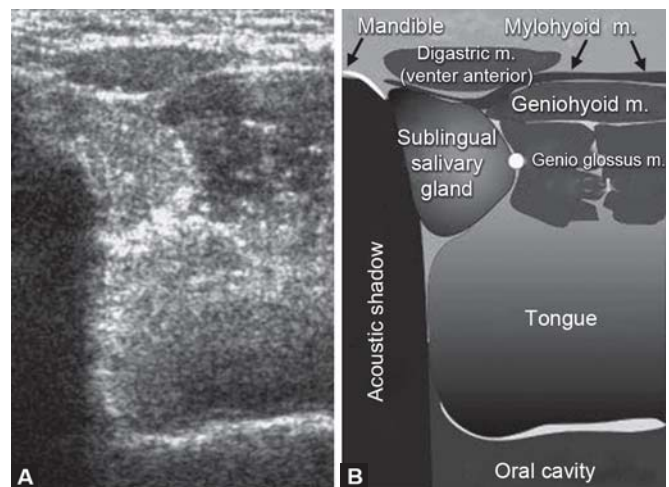 Mandible
Mylohyoid m.
Digastric m.
(venter anterior)
Geniohyoid m.
Sublingual
salivary
gland
Genio glossus m.
Acoustic shadow
Tongue
Oral cavity
A
B